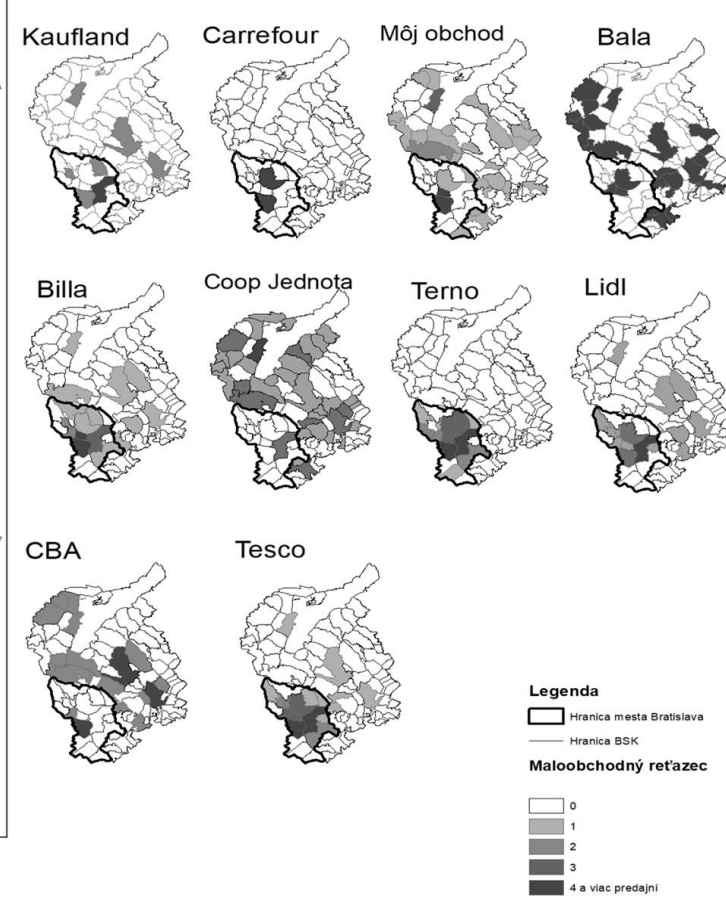 Kaufland
Carrefour
Môj obchod
Bala
Billa
Coop Jednota
Terno
Lidl
CBA
Tesco
Legenda
Hranica mesta Bratislava
Hranica BSK
Maloobchodný reťazec
0
1
2
3
4 a viac predajní